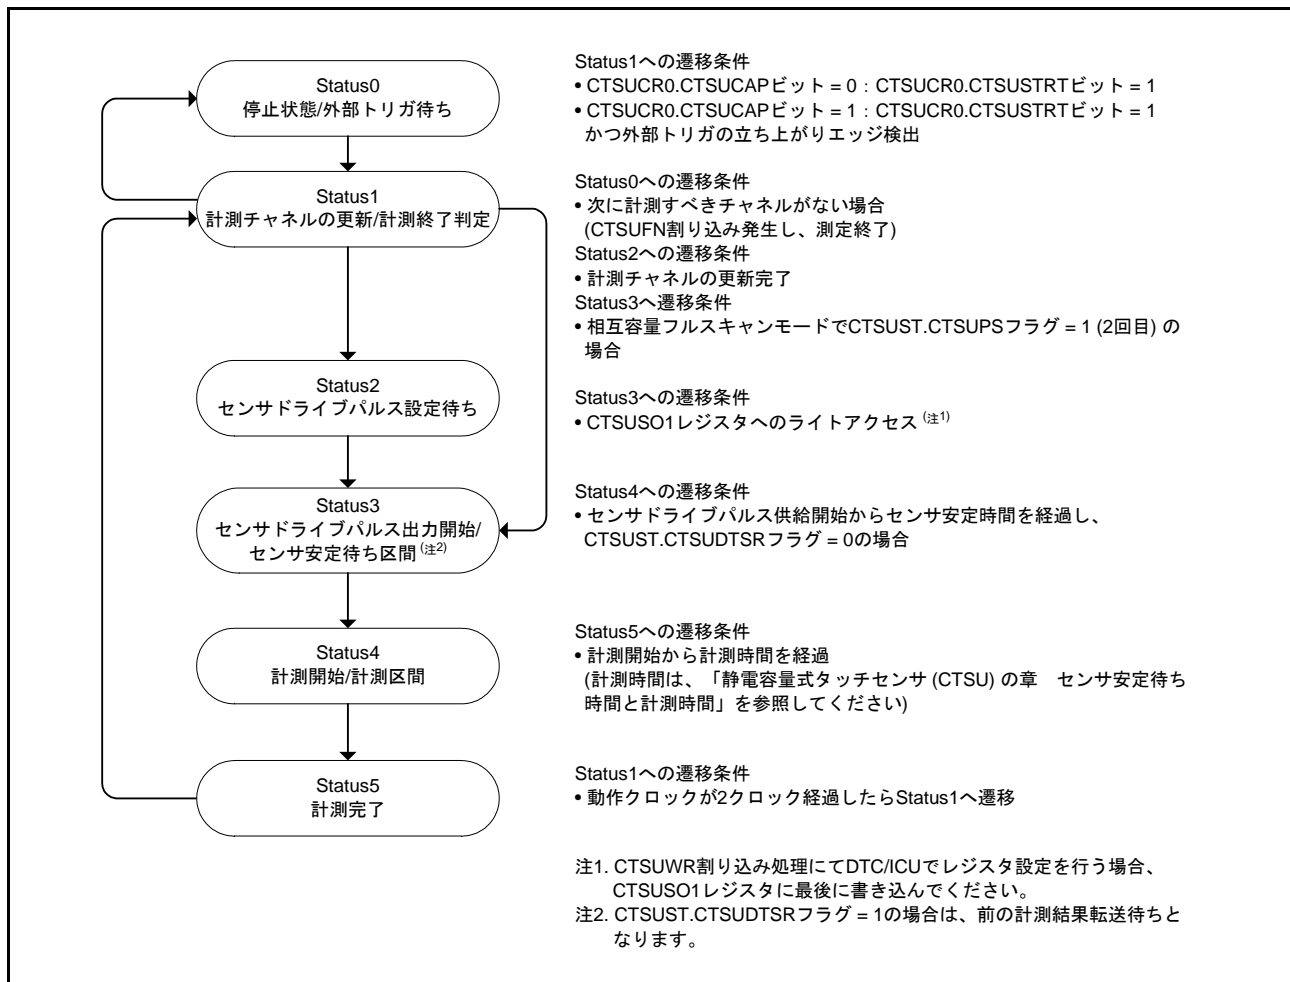 Status0
停止状態/外部トリガ待ち
Status1への遷移条件
• CTSUCR0.CTSUCAPビット = 0 : CTSUCR0.CTSUSTRTビット = 1
• CTSUCR0.CTSUCAPビット = 1 : CTSUCR0.CTSUSTRTビット = 1
かつ外部トリガの立ち上がりエッジ検出
Status1
計測チャネルの更新/計測終了判定
Status0への遷移条件
• 次に計測すべきチャネルがない場合
(CTSUFN割り込み発生し、測定終了)
Status2への遷移条件
• 計測チャネルの更新完了
Status3へ遷移条件
• 相互容量フルスキャンモードでCTSUST.CTSUPSフラグ = 1 (2回目) の
場合
Status2
センサドライブパルス設定待ち
Status3への遷移条件
• CTSUSO1レジスタへのライトアクセス (注1)
Status3
センサドライブパルス出力開始/
センサ安定待ち区間 (注2)
Status4への遷移条件
• センサドライブパルス供給開始からセンサ安定時間を経過し、
CTSUST.CTSUDTSRフラグ = 0の場合
Status4
計測開始/計測区間
Status5への遷移条件
• 計測開始から計測時間を経過
(計測時間は、「静電容量式タッチセンサ (CTSU) の章　センサ安定待ち
時間と計測時間」を参照してください)
Status5
計測完了
Status1への遷移条件
• 動作クロックが2クロック経過したらStatus1へ遷移
注1. CTSUWR割り込み処理にてDTC/ICUでレジスタ設定を行う場合、
CTSUSO1レジスタに最後に書き込んでください。
注2. CTSUST.CTSUDTSRフラグ = 1の場合は、前の計測結果転送待ちと
なります。